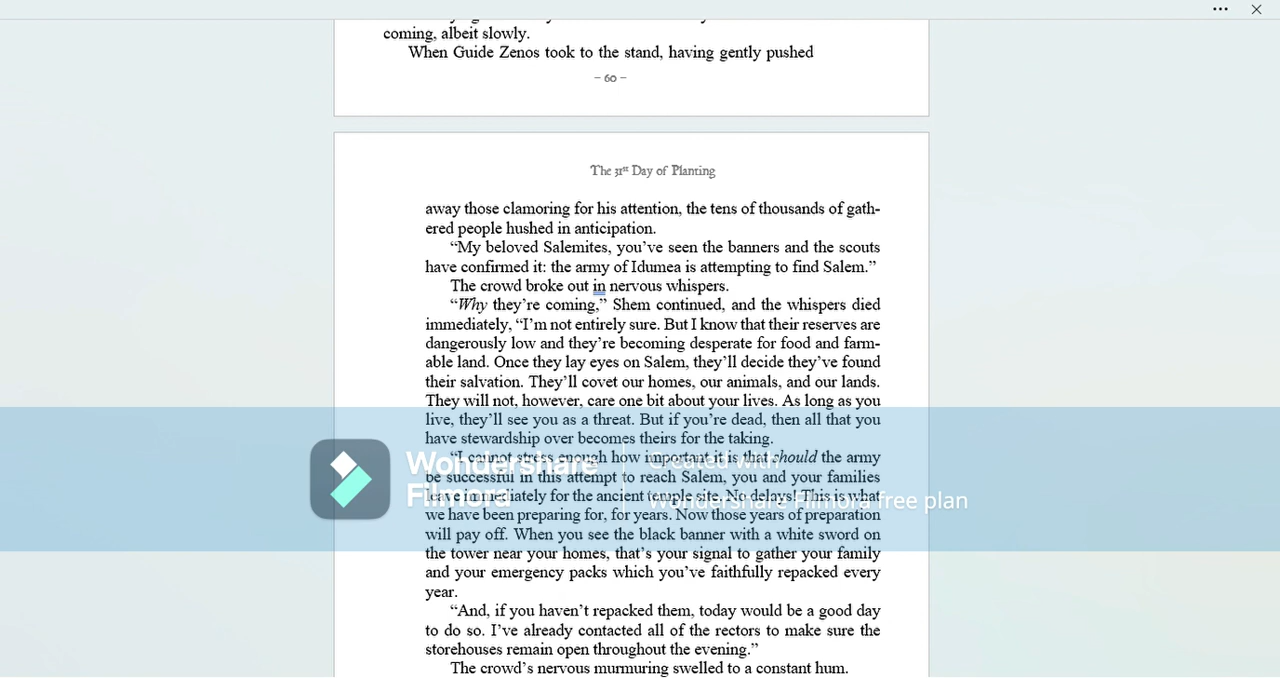 coming, albeit slowly.
When Guide Zenos took to the stand, having gently pushed
– 60 –
The 31st Day of Planting
away those clamoring for his attention, the tens of thousands of gath-
ered people hushed in anticipation.
“My beloved Salemites, you’ve seen the banners and the scouts
have confirmed it: the army of Idumea is attempting to find Salem.”
The crowd broke out in nervous whispers.
“Why they’re coming,” Shem continued, and the whispers died
immediately, “I’m not entirely sure. But I know that their reserves are
dangerously low and they’re becoming desperate for food and farm-
able land. Once they lay eyes on Salem, they’ll decide they’ve found
their salvation. They’ll covet our homes, our animals, and our lands.
They will not, however, care one bit about your lives. As long as you
live, they’ll see you as a threat. But if you’re dead, then all that you
have stewardship over becomes theirs for the taking.
“I cannot stress enough how important it is that should the army
be successful in this attempt to reach Salem, you and your families
leave immediately for the ancient temple site. No delays! This is what
we have been preparing for, for years. Now those years of preparation
will pay off. When you see the black banner with a white sword on
the tower near your homes, that’s your signal to gather your family
and your emergency packs which you’ve faithfully repacked every
year.
“And, if you haven’t repacked them, today would be a good day
to do so. I’ve already contacted all of the rectors to make sure the
storehouses remain open throughout the evening.”
The crowd’s nervous murmuring swelled to a constant hum.
Wondershare
Filmora
Created with
Wondershare Filmora free plan